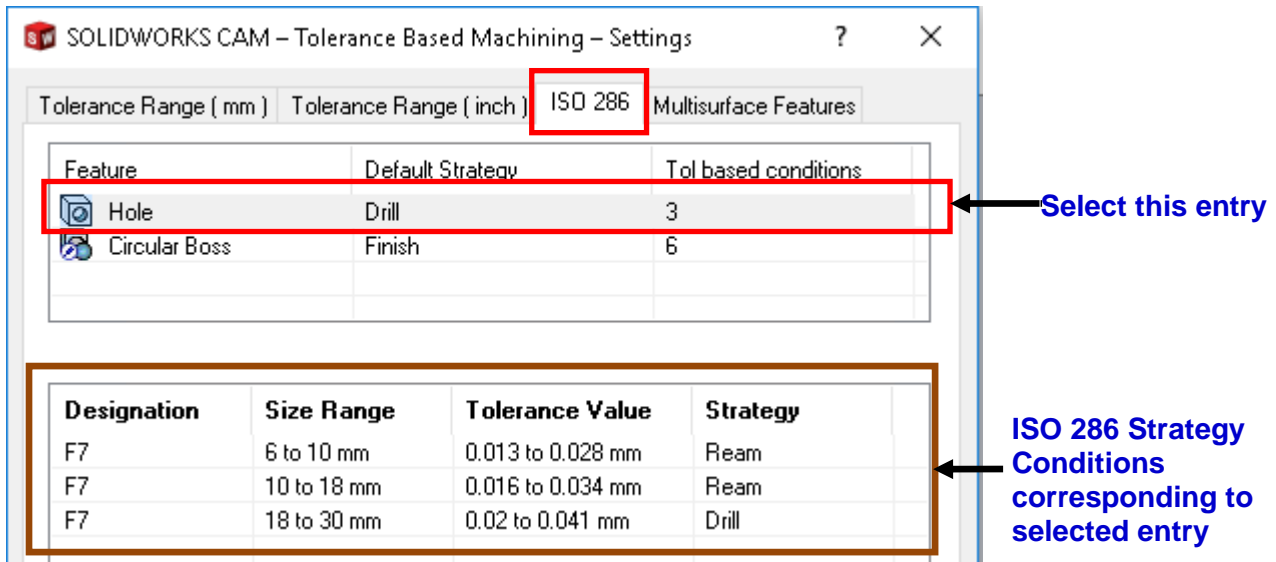 SOLIDWORKS CAM – Tolerance Based Machining – Settings ? ×
Tolerance Range ( mm ) Tolerance Range ( inch ) ISO 286 Multisurface Features
Feature Default Strategy Tol based conditions
Hole Drill 3
Select this entry
Circular Boss Finish 6
Designation Size Range Tolerance Value Strategy
F7 6 to 10 mm 0.013 to 0.028 mm Ream
F7 10 to 18 mm 0.016 to 0.034 mm Ream
F7 18 to 30 mm 0.02 to 0.041 mm Drill
ISO 286 Strategy
Conditions
corresponding to
selected entry